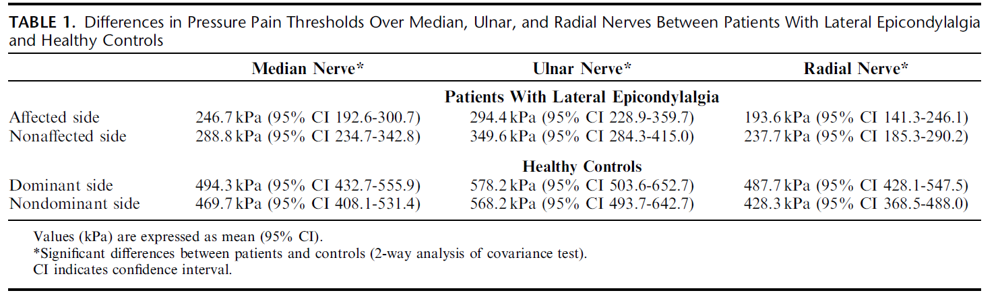 TABLE 1. Differences in Pressure Pain Thresholds Over Median, Ulnar, and Radial Nerves Between Patients With Lateral Epicondylalgia
and Healthy Controls
Median Nerve* Ulnar Nerve* Radial Nerve*
Patients With Lateral Epicondylalgia
Affected side 246.7 kPa (95% CI 192.6-300.7) 294.4 kPa (95% CI 228.9-359.7) 193.6 kPa (95% CI 141.3-246.1)
Nonaffected side 288.8 kPa (95% CI 234.7-342.8) 349.6 kPa (95% CI 284.3-415.0) 237.7 kPa (95% CI 185.3-290.2)
Healthy Controls
Dominant side 494.3 kPa (95% CI 432.7-555.9) 578.2 kPa (95% CI 503.6-652.7) 487.7 kPa (95% CI 428.1-547.5)
Nondominant side 469.7 kPa (95% CI 408.1-531.4) 568.2 kPa (95% CI 493.7-642.7) 428.3 kPa (95% CI 368.5-488.0)
Values (kPa) are expressed as mean (95% CI).
*Significant differences between patients and controls (2-way analysis of covariance test).
CI indicates confidence interval.